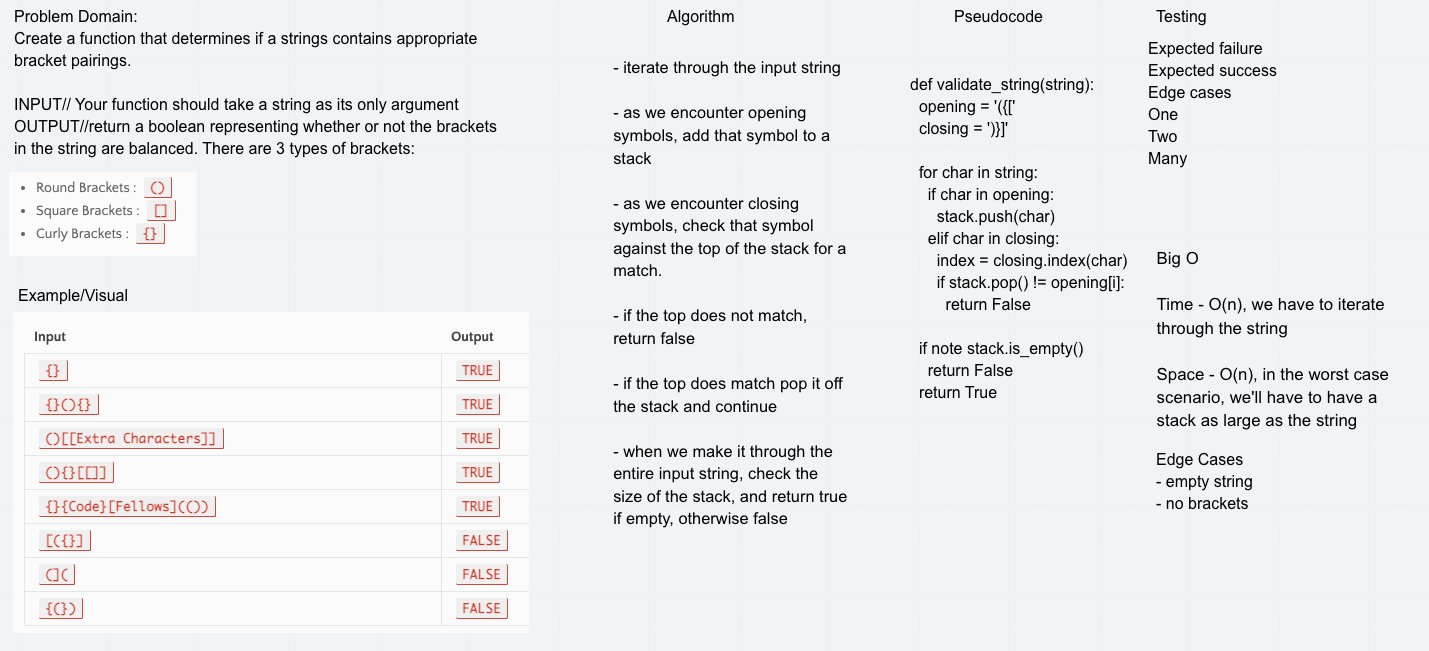 Problem Domain:
Create a function that determines if a strings contains appropriate
bracket pairings.
INPUT// Your function should take a string as its only argument
OUTPUT//return a boolean representing whether or not the brackets
in the string are balanced. There are 3 types of brackets:
• Round Brackets : ()
• Square Brackets : []
• Curly Brackets : {}
Example/Visual
Input Output
{} TRUE
{}(){} TRUE
()[[Extra Characters]] TRUE
(){}[[]] TRUE
{}{Code}[Fellows](()) TRUE
[({}] FALSE
(]( FALSE
{(}) FALSE
Algorithm
- iterate through the input string
- as we encounter opening
symbols, add that symbol to a
stack
- as we encounter closing
symbols, check that symbol
against the top of the stack for a
match.
- if the top does not match,
return false
- if the top does match pop it off
the stack and continue
- when we make it through the
entire input string, check the
size of the stack, and return true
if empty, otherwise false
Pseudocode
def validate_string(string):
opening = '({['
closing = ')}]'
for char in string:
if char in opening:
stack.push(char)
elif char in closing:
index = closing.index(char)
if stack.pop() != opening[i]:
return False
if note stack.is_empty()
return False
return True
Testing
Expected failure
Expected success
Edge cases
One
Two
Many
Big O
Time - O(n), we have to iterate
through the string
Space - O(n), in the worst case
scenario, we'll have to have a
stack as large as the string
Edge Cases
- empty string
- no brackets